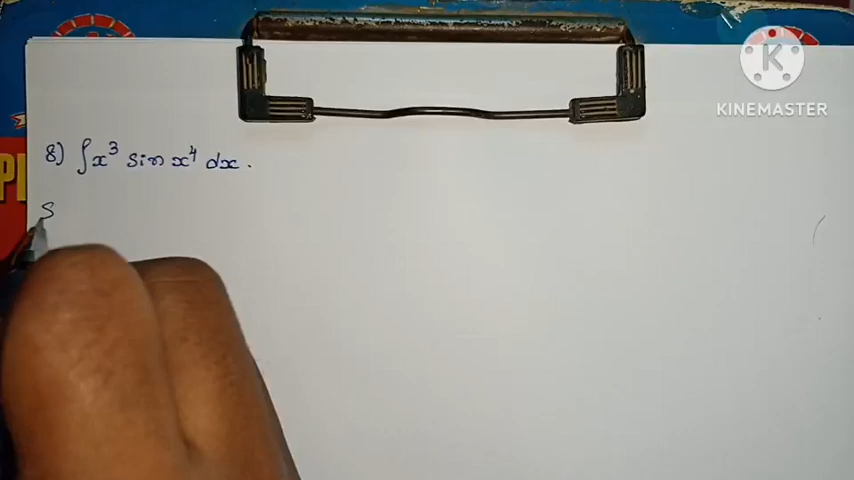 K
KINEMASTER
8) ∫x³ sin x⁴ dx.
S